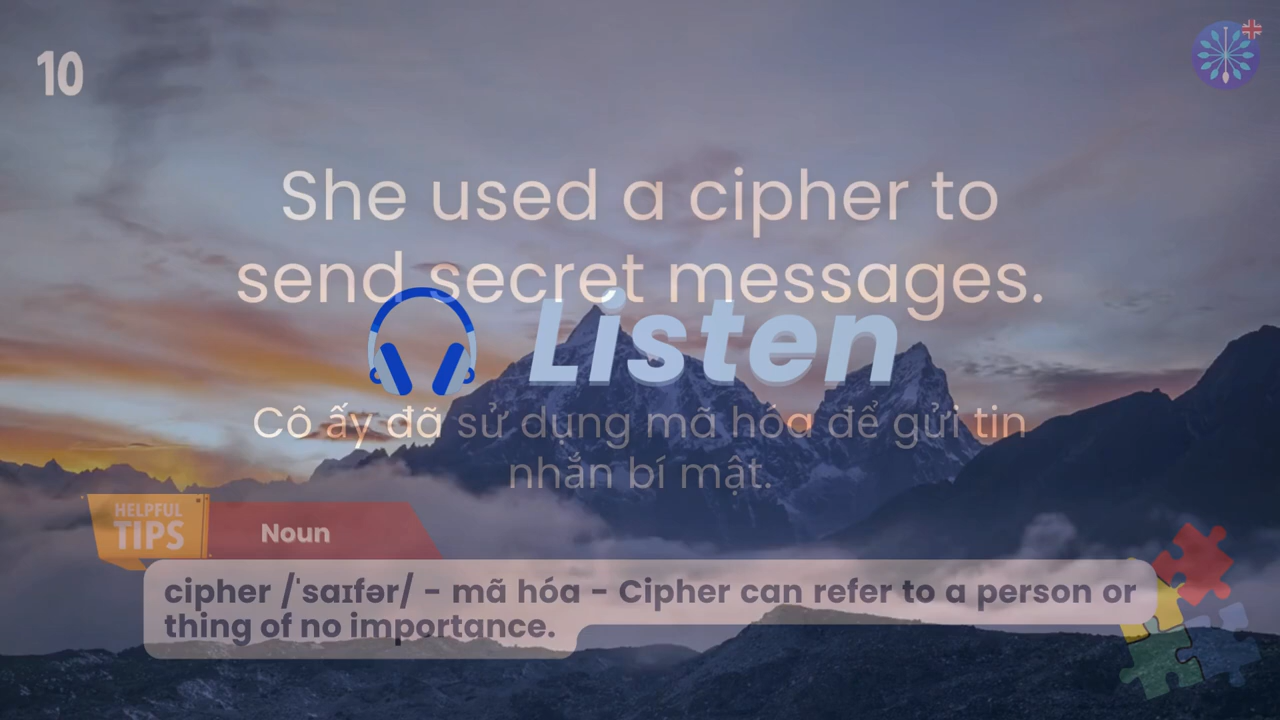 10
She used a cipher to
send secret messages.
Listen
Cô ấy đã sử dụng mã hóa để gửi tin
nhắn bí mật.
HELPFUL
TIPS
Noun
cipher /ˈsaɪfər/ - mã hóa - Cipher can refer to a person or
thing of no importance.